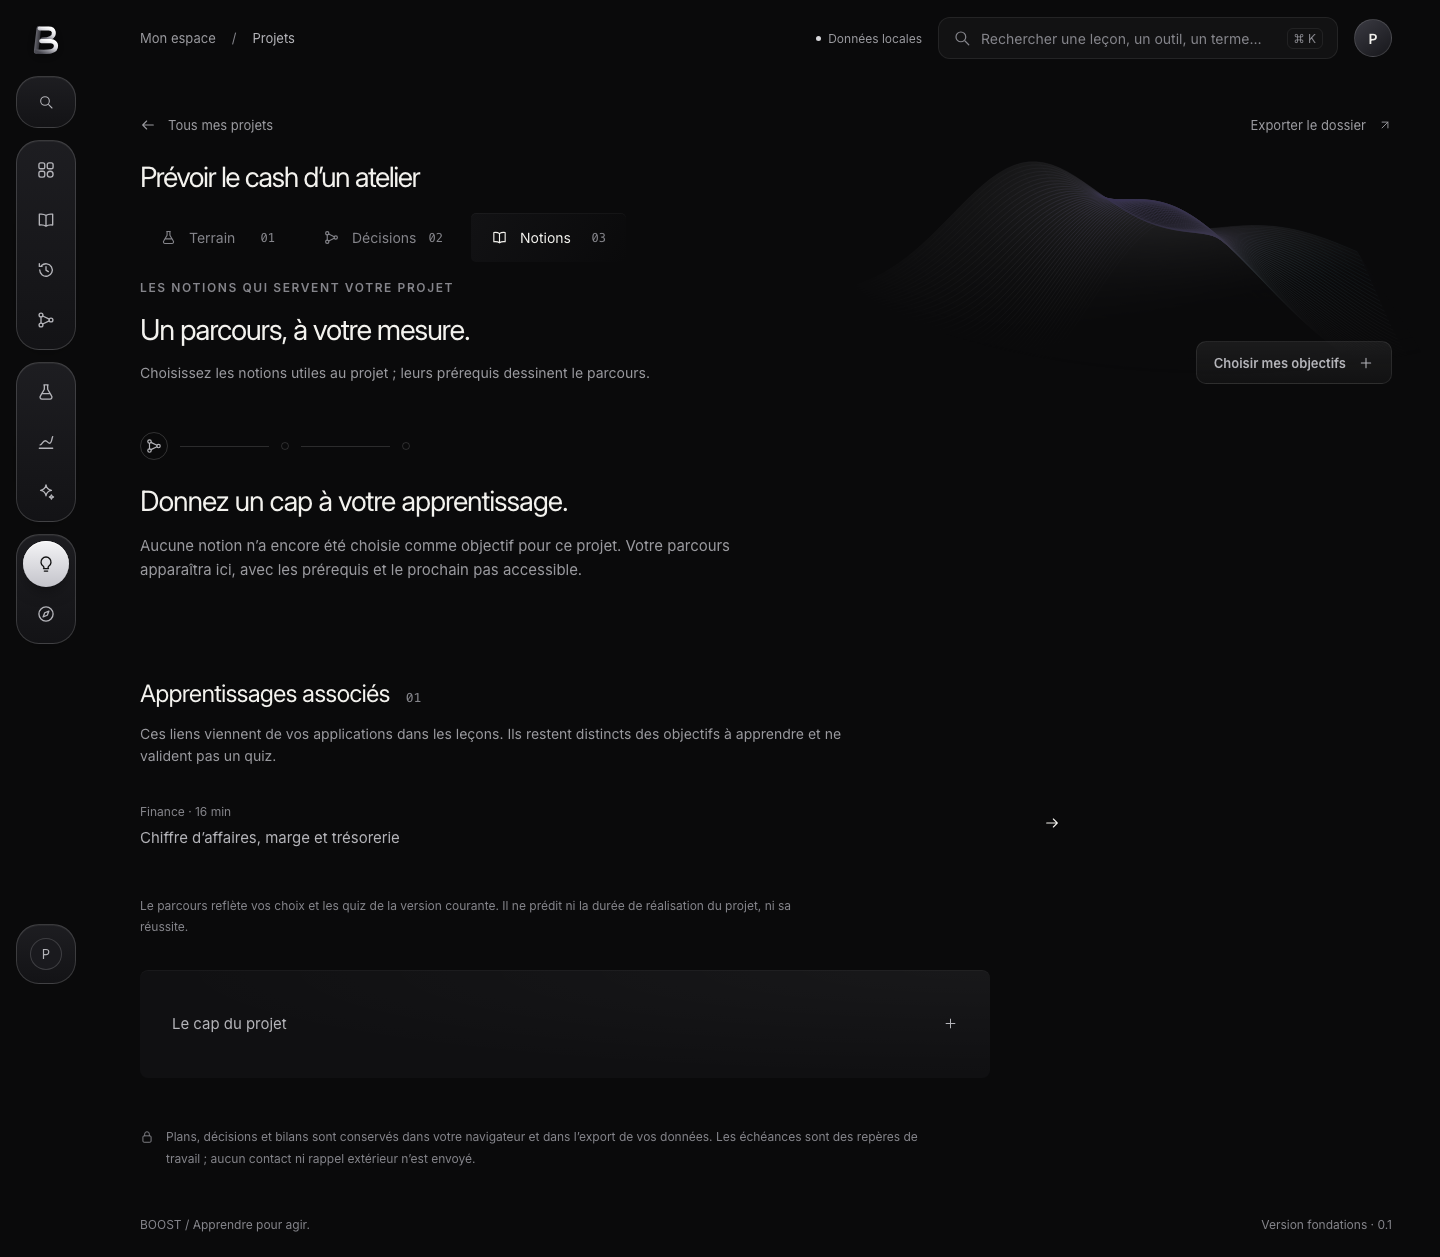 B
Mon espace / Projets
Données locales
Rechercher une leçon, un outil, un terme...
⌘ K
P
Tous mes projets
Exporter le dossier
Prévoir le cash d’un atelier
Terrain 01
Décisions 02
Notions 03
LES NOTIONS QUI SERVENT VOTRE PROJET
Un parcours, à votre mesure.
Choisissez les notions utiles au projet ; leurs prérequis dessinent le parcours.
Choisir mes objectifs
Donnez un cap à votre apprentissage.
Aucune notion n’a encore été choisie comme objectif pour ce projet. Votre parcours
apparaîtra ici, avec les prérequis et le prochain pas accessible.
Apprentissages associés 01
Ces liens viennent de vos applications dans les leçons. Ils restent distincts des objectifs à apprendre et ne
valident pas un quiz.
Finance · 16 min
Chiffre d’affaires, marge et trésorerie
Le parcours reflète vos choix et les quiz de la version courante. Il ne prédit ni la durée de réalisation du projet, ni sa
réussite.
P
Le cap du projet
Plans, décisions et bilans sont conservés dans votre navigateur et dans l’export de vos données. Les échéances sont des repères de
travail ; aucun contact ni rappel extérieur n’est envoyé.
BOOST / Apprendre pour agir.
Version fondations · 0.1